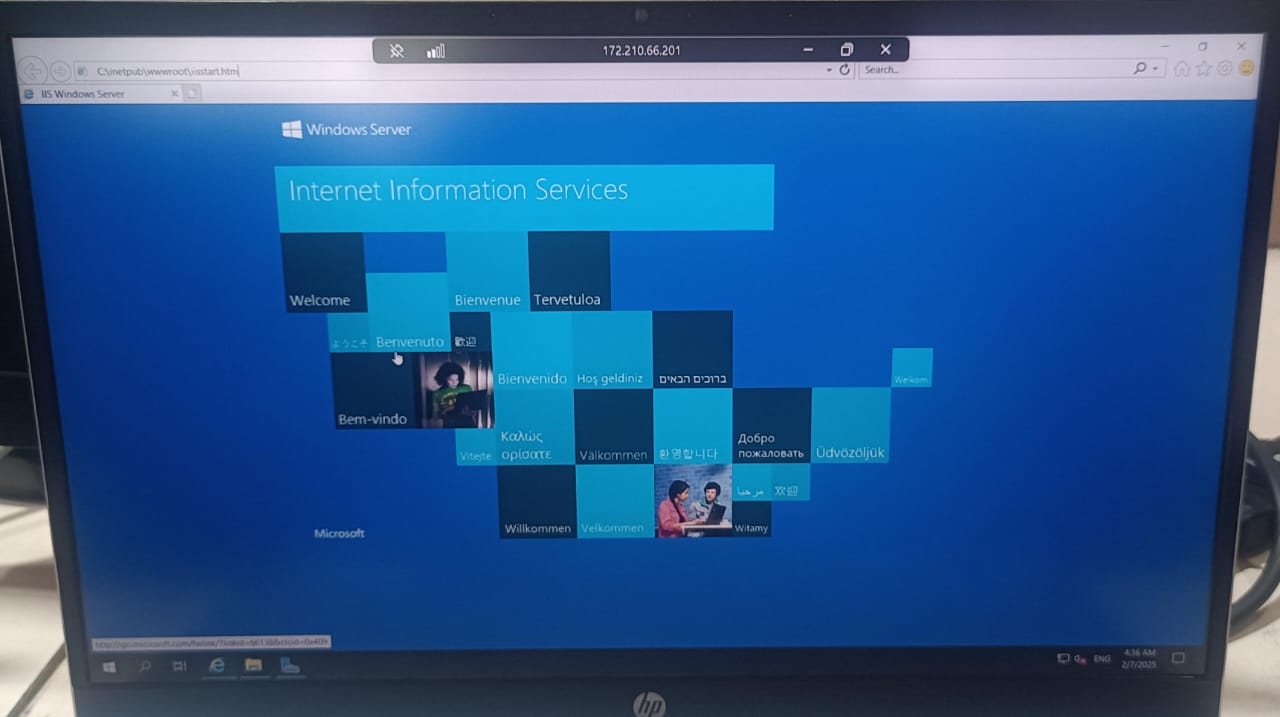 172.210.66.201
C:\inetpub\wwwroot\iisstart.htm
Search...
IIS Windows Server
Windows Server
Internet Information Services
Welcome
Bienvenue
Tervetuloa
ようこそ
Benvenuto
歡迎
Bienvenido
Hoş geldiniz
ברוכים הבאים
Welkom
Bem-vindo
Vítejte
Καλώς
ορίσατε
Välkommen
환영합니다
Добро
пожаловать
Üdvözöljük
Willkommen
Velkommen
مرحبا
欢迎
Witamy
Microsoft
http://go.microsoft.com/fwlink/?linkid=66138&clcid=0x409
ENG
4:36 AM
2/7/2025
hp